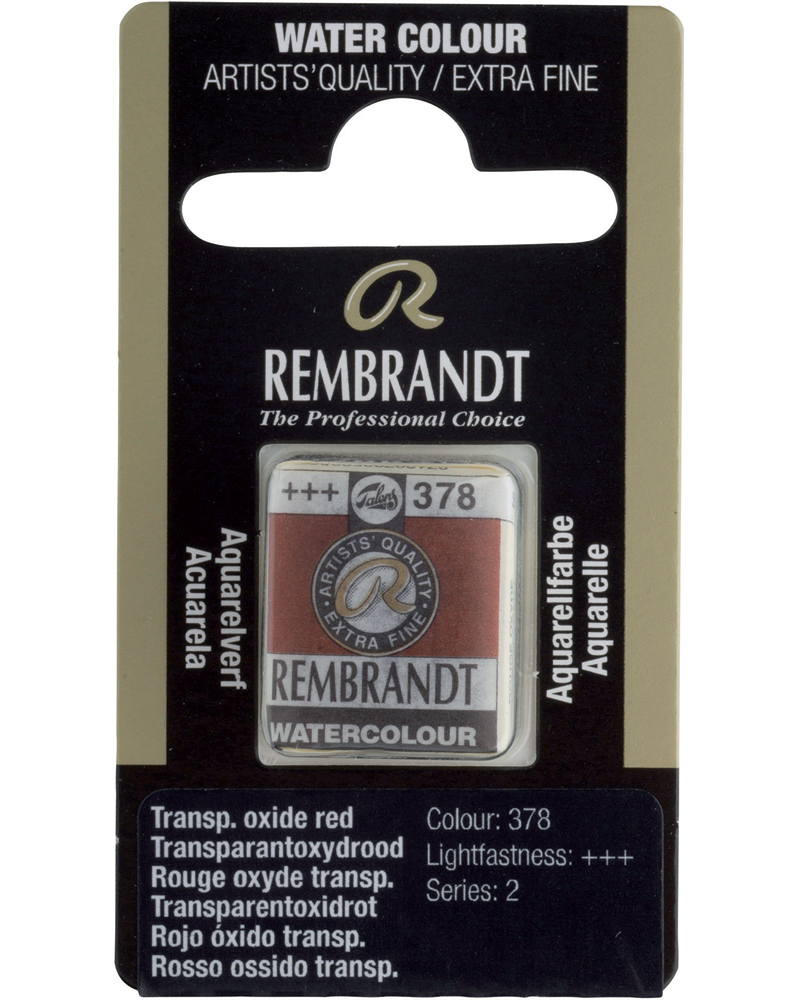 WATER COLOUR
ARTISTS' QUALITY / EXTRA FINE
R
REMBRANDT
The Professional Choice
+++ Talens 378
ARTISTS' QUALITY
R
EXTRA FINE
REMBRANDT
WATERCOLOUR
Aquarelverf
Acuarela
Aquarellfarbe
Aquarelle
Transp. oxide red
Transparantoxydrood
Rouge oxyde transp.
Transparentoxidrot
Rojo óxido transp.
Rosso ossido transp.
Colour: 378
Lightfastness: +++
Series: 2